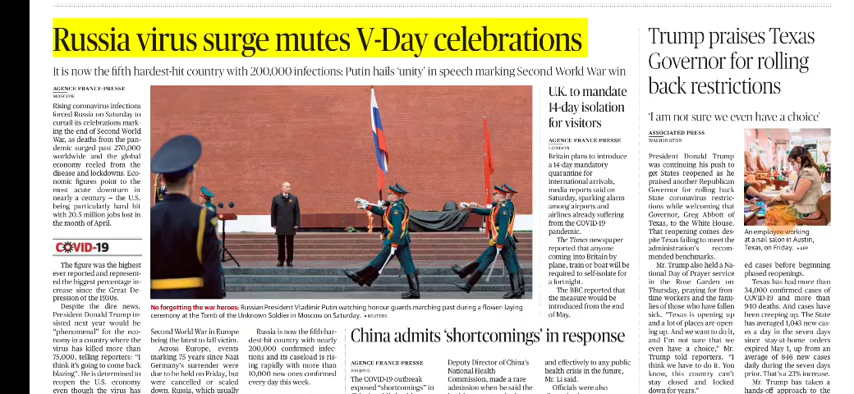 Russia virus surge mutes V-Day celebrations
It is now the fifth hardest-hit country with 200,000 infections; Putin hails ‘unity’ in speech marking Second World War win
AGENCE FRANCE-PRESSE
MOSCOW
Rising coronavirus infections
forced Russia on Saturday to
curtail its celebrations mark-
ing the end of Second World
War, as deaths from the pan-
demic surged past 270,000
worldwide and the global
economy reeled from the
disease and lockdowns. Eco-
nomic figures point to the
most acute downturn in
nearly a century – the U.S.
being particularly hard hit
with 20.5 million jobs lost in
the month of April.
COVID-19
The figure was the highest
ever reported and represent-
ed the biggest percentage in-
crease since the Great De-
pression of the 1930s.
Despite the dire news,
President Donald Trump in-
sisted next year would be
“phenomenal” for the eco-
nomy in a country where the
virus has killed more than
75,000, telling reporters: “I
think it's going to come back
blazing”. He is determined to
reopen the U.S. economy
even though the virus has
No forgetting the war heroes: Russian President Vladimir Putin watching honour guards marching past during a flower-laying
ceremony at the Tomb of the Unknown Soldier in Moscow on Saturday. •REUTERS
Second World War in Europe
being the latest to fall victim.
Across Europe, events
marking 75 years since Nazi
Germany's surrender were
due to be held on Friday, but
were cancelled or scaled
down. Russia, which usually
Russia is now the fifth-har-
dest-hit country with nearly
200,000 confirmed infec-
tions and its caseload is ris-
ing rapidly with more than
10,000 new ones confirmed
every day this week.
U.K. to mandate
14-day isolation
for visitors
AGENCE FRANCE-PRESSE
LONDON
Britain plans to introduce
a 14-day mandatory
quarantine for
international arrivals,
media reports said on
Saturday, sparking alarm
among airports and
airlines already suffering
from the COVID-19
pandemic.
The Times newspaper
reported that anyone
coming into Britain by
plane, train or boat will be
required to self-isolate for
a fortnight.
The BBC reported that
the measure would be
introduced from the end
of May.
China admits ‘shortcomings’ in response
AGENCE FRANCE-PRESSE
BEIJING
The COVID-19 outbreak
exposed “shortcomings” in
Deputy Director of China's
National Health
Commission, made a rare
admission when he said the
and effectively to any public
health crisis in the future,
Mr. Li said.
Officials were also
Trump praises Texas
Governor for rolling
back restrictions
‘I am not sure we even have a choice’
ASSOCIATED PRESS
WASHINGTON
President Donald Trump
was continuing his push to
get States reopened as he
praised another Republican
Governor for rolling back
State coronavirus restric-
tions while welcoming that
Governor, Greg Abbott of
Texas, to the White House.
That reopening comes des-
pite Texas failing to meet the
administration's recom-
mended benchmarks.
Mr. Trump also held a Na-
tional Day of Prayer service
in the Rose Garden on
Thursday, praying for fron-
tline workers and the fami-
lies of those who have fallen
sick. “Texas is opening up
and a lot of places are open-
ing up. And we want to do it,
and I'm not sure that we
even have a choice,” Mr.
Trump told reporters. “I
think we have to do it. You
know, this country can't
stay closed and locked
down for years.”
An employee working
at a nail salon in Austin,
Texas, on Friday. •AFP
ed cases before beginning
phased reopenings.
Texas has had more than
34,000 confirmed cases of
COVID-19 and more than
940 deaths. And cases have
been creeping up. The State
has averaged 1,043 new cas-
es a day in the seven days
since stay-at-home orders
expired May 1, up from an
average of 846 new cases
daily during the seven days
prior. That's a 23% increase.
Mr. Trump has taken a
hands-off approach to the